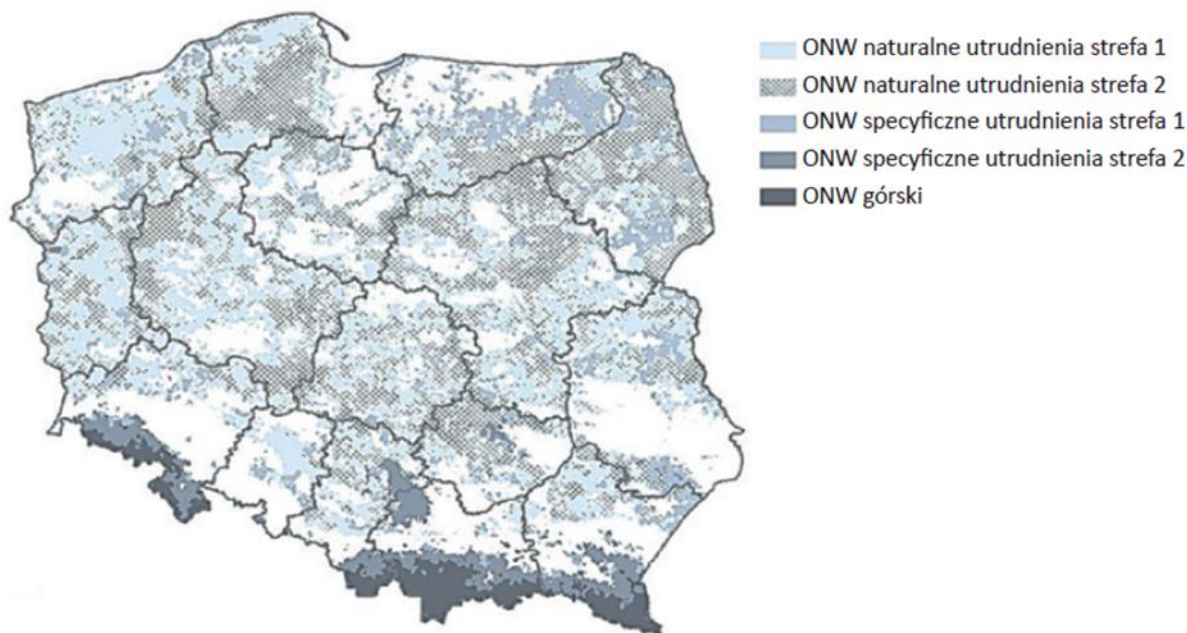 ONW naturalne utrudnienia strefa 1
ONW naturalne utrudnienia strefa 2
ONW specyficzne utrudnienia strefa 1
ONW specyficzne utrudnienia strefa 2
ONW górski